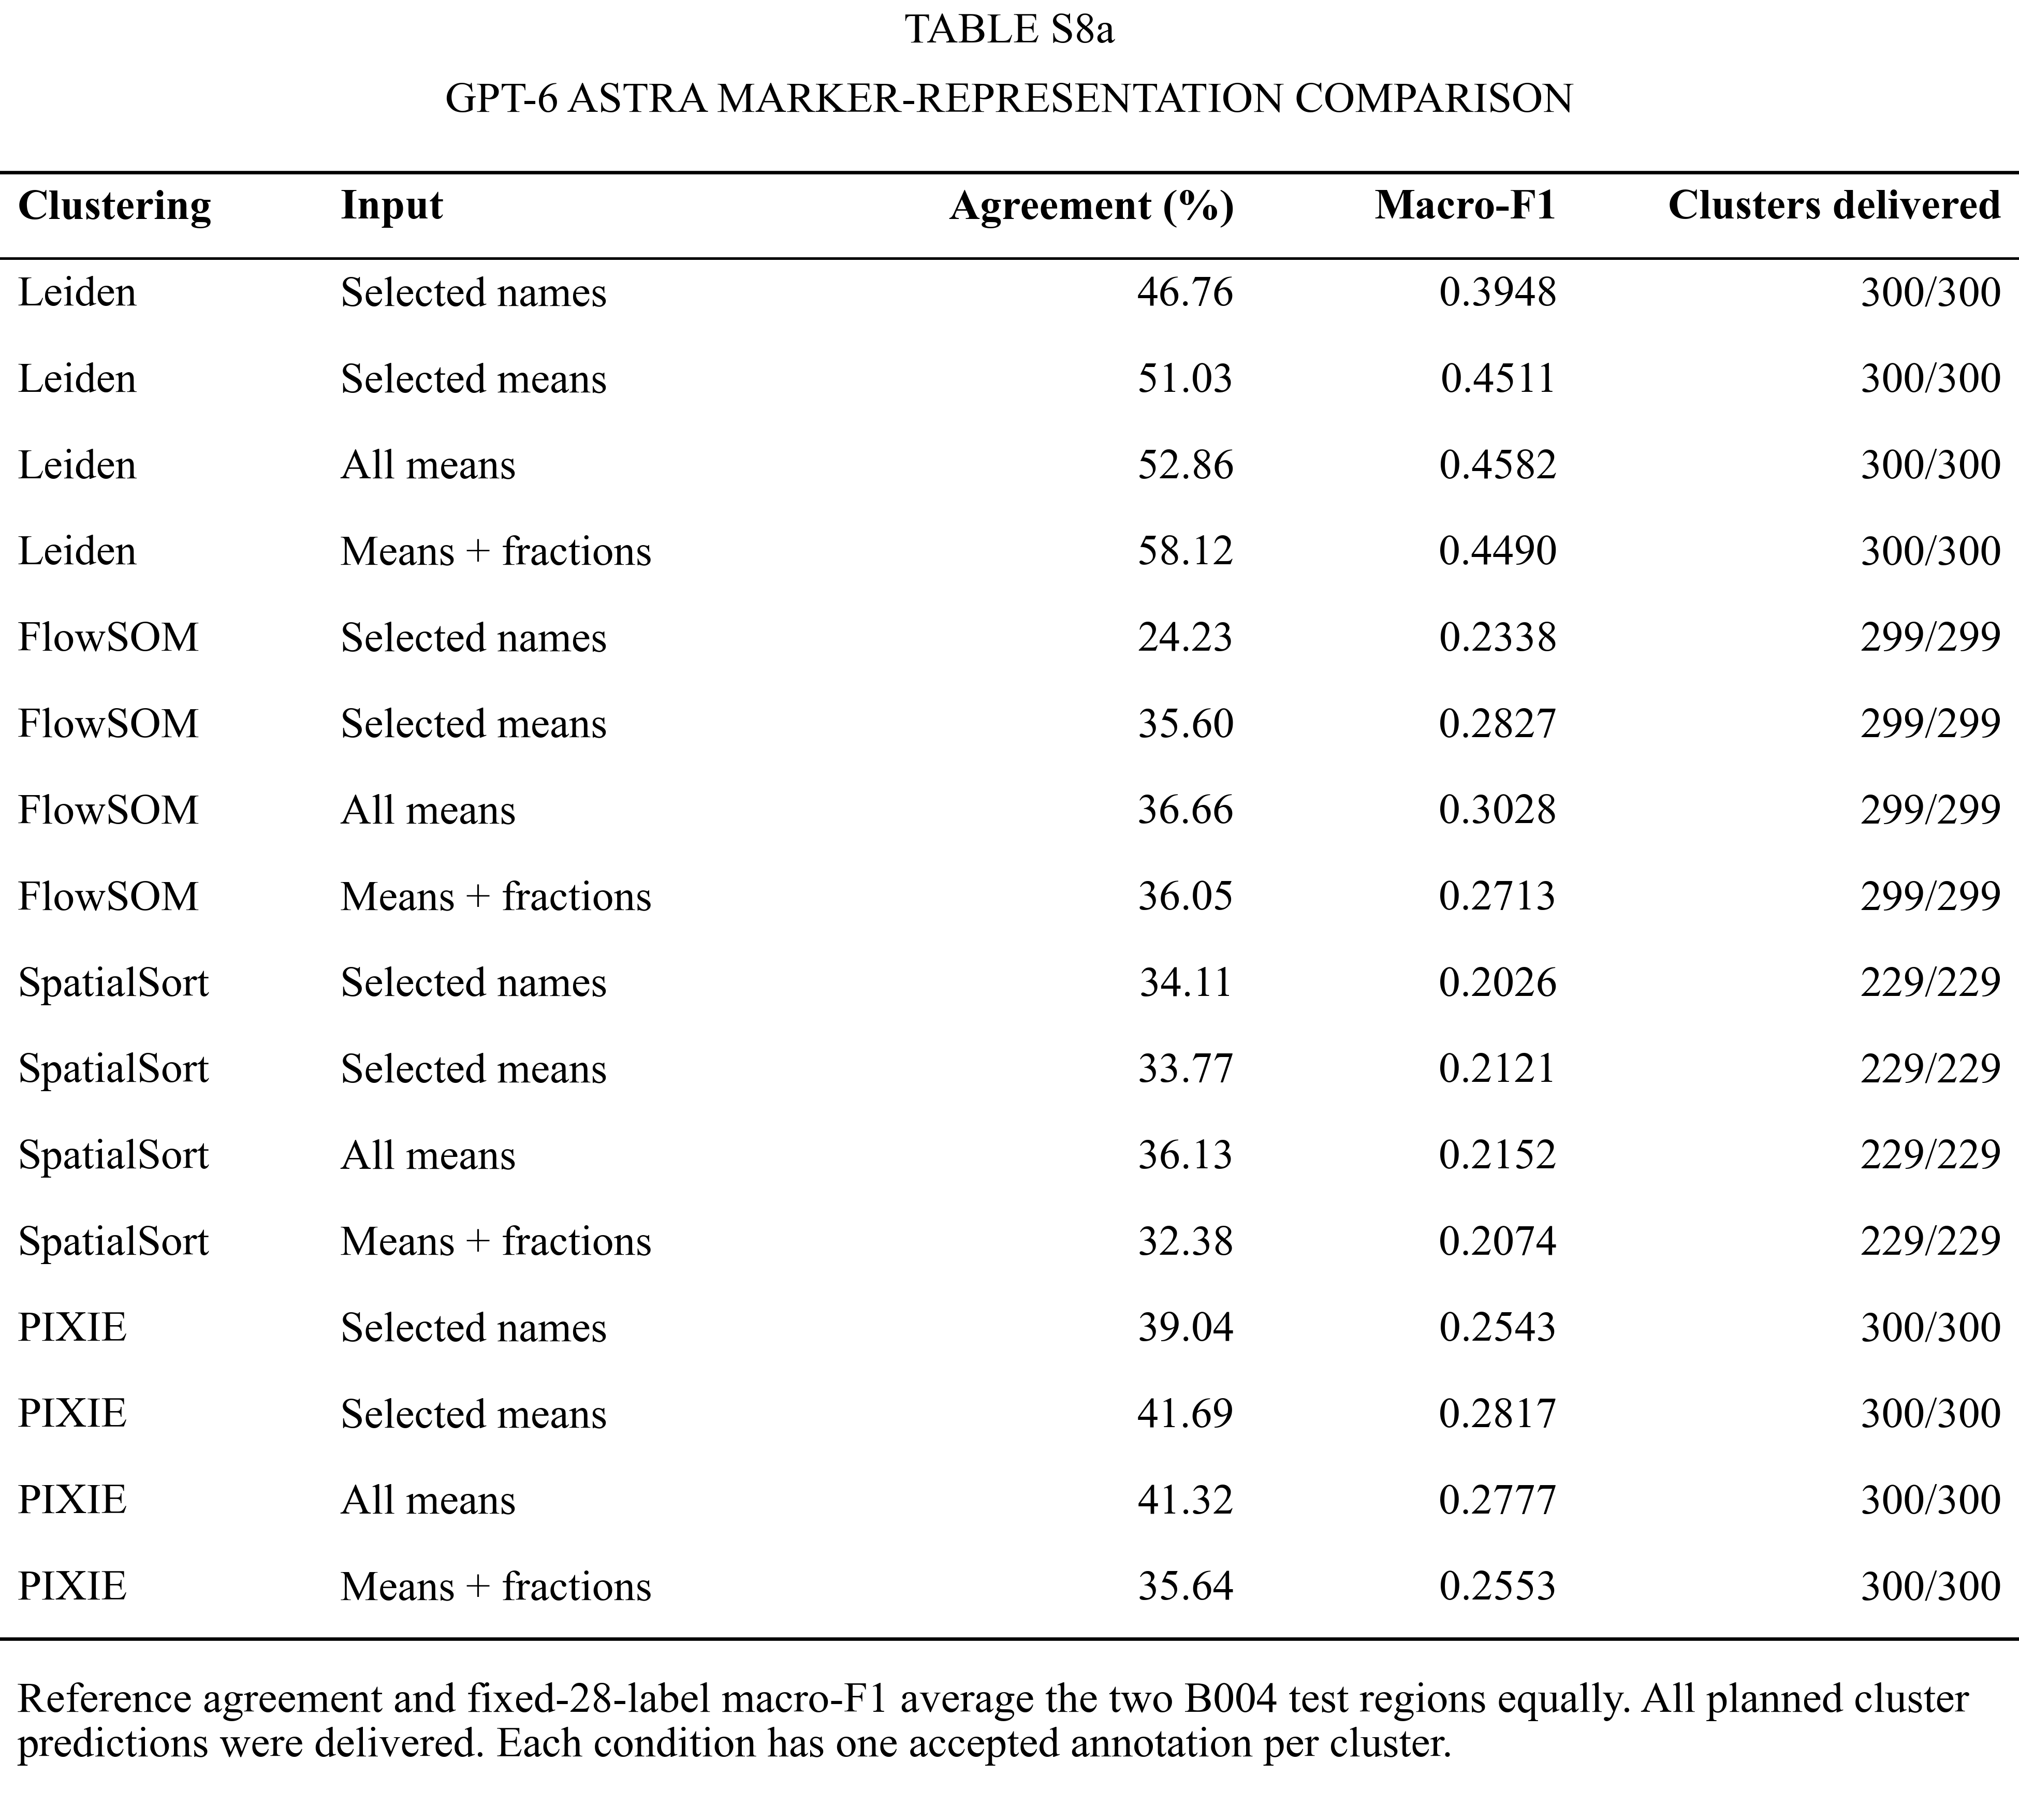 TABLE S8a
GPT-6 ASTRA MARKER-REPRESENTATION COMPARISON
Clustering Input Agreement (%) Macro-F1 Clusters delivered
Leiden Selected names 46.76 0.3948 300/300
Leiden Selected means 51.03 0.4511 300/300
Leiden All means 52.86 0.4582 300/300
Leiden Means + fractions 58.12 0.4490 300/300
FlowSOM Selected names 24.23 0.2338 299/299
FlowSOM Selected means 35.60 0.2827 299/299
FlowSOM All means 36.66 0.3028 299/299
FlowSOM Means + fractions 36.05 0.2713 299/299
SpatialSort Selected names 34.11 0.2026 229/229
SpatialSort Selected means 33.77 0.2121 229/229
SpatialSort All means 36.13 0.2152 229/229
SpatialSort Means + fractions 32.38 0.2074 229/229
PIXIE Selected names 39.04 0.2543 300/300
PIXIE Selected means 41.69 0.2817 300/300
PIXIE All means 41.32 0.2777 300/300
PIXIE Means + fractions 35.64 0.2553 300/300
Reference agreement and fixed-28-label macro-F1 average the two B004 test regions equally. All planned cluster
predictions were delivered. Each condition has one accepted annotation per cluster.